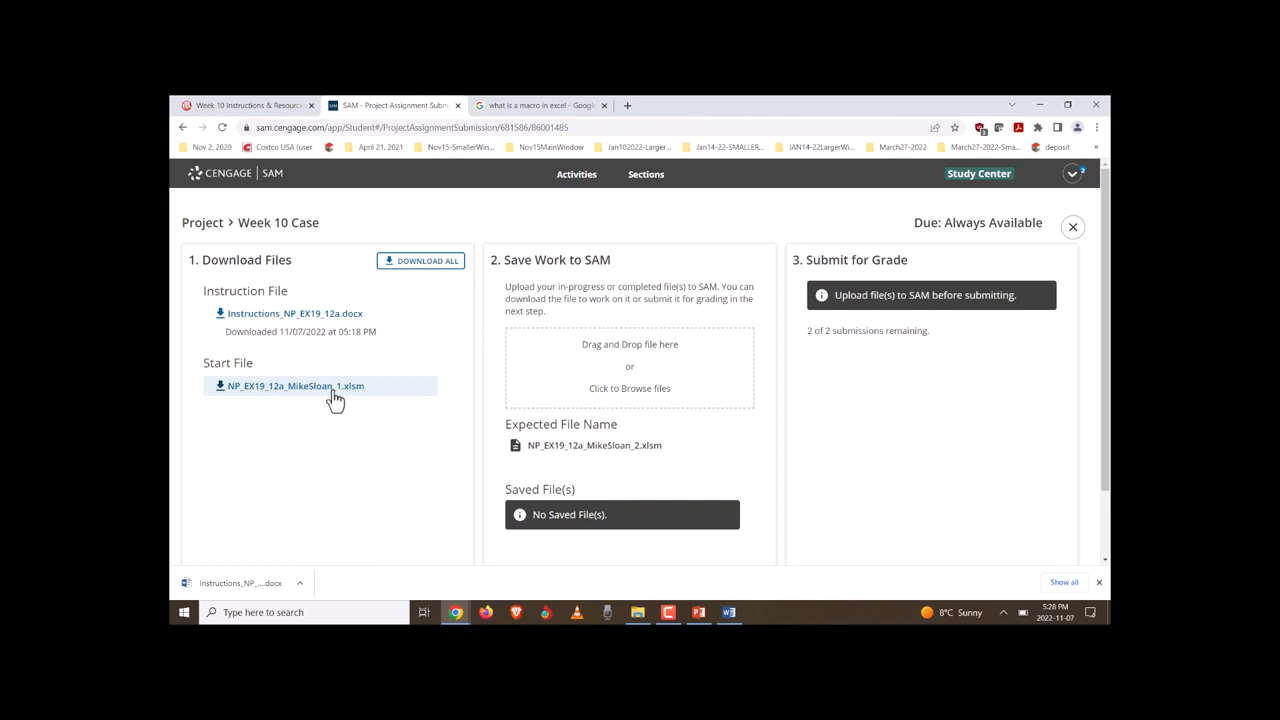 Week 10 Instructions & Resource
SAM - Project Assignment Subm
what is a macro in excel - Google
sam.cengage.com/app/Student#/ProjectAssignmentSubmission/681586/86001485
Nov 2, 2020
Costco USA (user
April 21, 2021
Nov15-SmallerWin...
Nov15MainWindow
Jan102022-Larger...
Jan14-22-SMALLER...
JAN14-22LargerWi...
March27-2022
March27-2022-Sma...
deposit
»
CENGAGE | SAM
Activities
Sections
Study Center
2
Project > Week 10 Case
Due: Always Available
1. Download Files
DOWNLOAD ALL
Instruction File
Instructions_NP_EX19_12a.docx
Downloaded 11/07/2022 at 05:18 PM
Start File
NP_EX19_12a_MikeSloan_1.xlsm
2. Save Work to SAM
Upload your in-progress or completed file(s) to SAM. You can
download the file to work on it or submit it for grading in the
next step.
Drag and Drop file here
or
Click to Browse files
Expected File Name
NP_EX19_12a_MikeSloan_2.xlsm
Saved File(s)
No Saved File(s).
3. Submit for Grade
Upload file(s) to SAM before submitting.
2 of 2 submissions remaining.
Instructions_NP_....docx
Show all
Type here to search
8°C Sunny
5:28 PM
2022-11-07